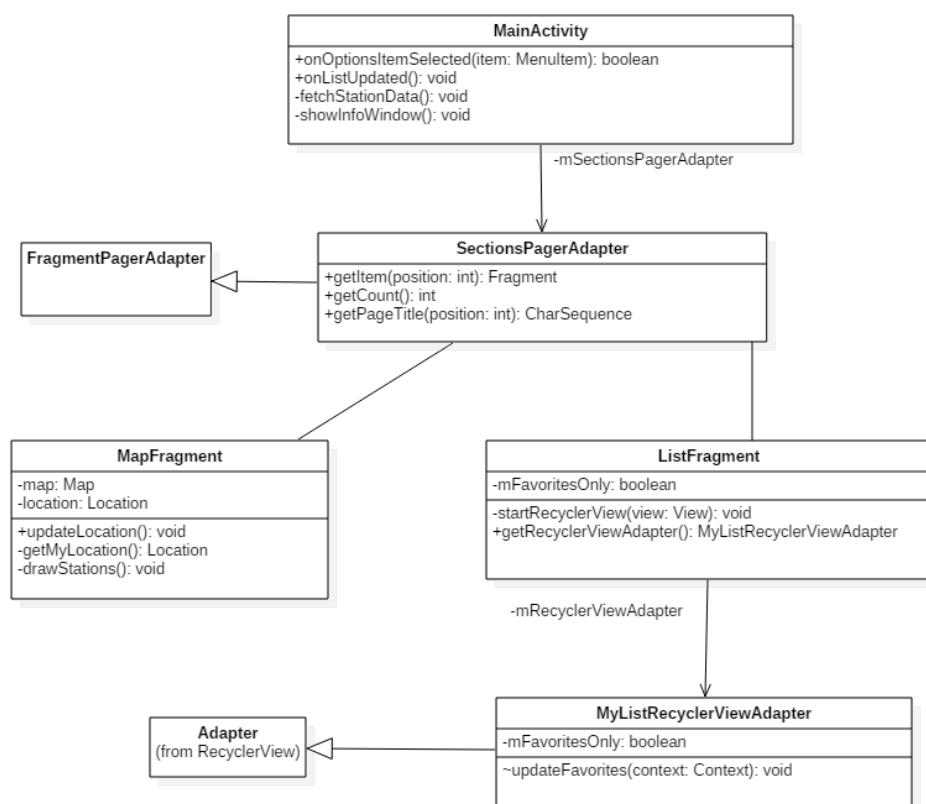 MainActivity
+onOptionsItemSelected(item: MenuItem): boolean
+onListUpdated(): void
-fetchStationData(): void
-showInfoWindow(): void
-mSectionsPagerAdapter
FragmentPagerAdapter
SectionsPagerAdapter
+getItem(position: int): Fragment
+getCount(): int
+getPageTitle(position: int): CharSequence
MapFragment
-map: Map
-location: Location
+updateLocation(): void
-getMyLocation(): Location
-drawStations(): void
ListFragment
-mFavoritesOnly: boolean
-startRecyclerView(view: View): void
+getRecyclerViewAdapter(): MyListRecyclerViewAdapter
-mRecyclerViewAdapter
Adapter
(from RecyclerView)
MyListRecyclerViewAdapter
-mFavoritesOnly: boolean
~updateFavorites(context: Context): void